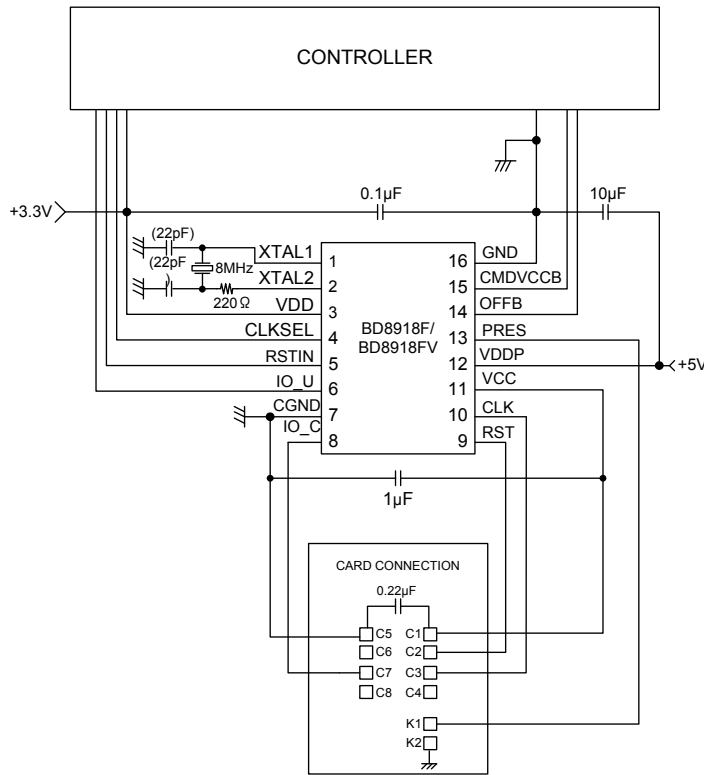 CONTROLLER
+3.3V
0.1µF
10µF
(22pF)
XTAL1
1
16
GND
(22pF
)
8MHz
XTAL2
2
15
CMDVCCB
220Ω
VDD
3
14
OFFB
BD8918F/
BD8918FV
CLKSEL
4
13
PRES
RSTIN
5
12
VDDP
+5V
IO_U
6
11
VCC
CGND
7
10
CLK
IO_C
8
9
RST
1µF
CARD CONNECTION
0.22µF
C5
C1
C6
C2
C7
C3
C8
C4
K1
K2